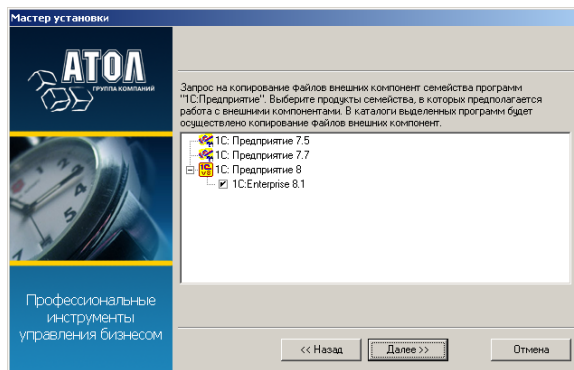 Мастер установки
АТОЛ
ГРУППА КОМПАНИЙ
Запрос на копирование файлов внешних компонент семейства программ
"1С:Предприятие". Выберите продукты семейства, в которых предполагается
работа с внешними компонентами. В каталоги выделенных программ будет
осуществлено копирование файлов внешних компонент.
1С: Предприятие 7.5
1С: Предприятие 7.7
1С: Предприятие 8
1C:Enterprise 8.1
Профессиональные
инструменты
управления бизнесом
<< Назад
Далее >>
Отмена